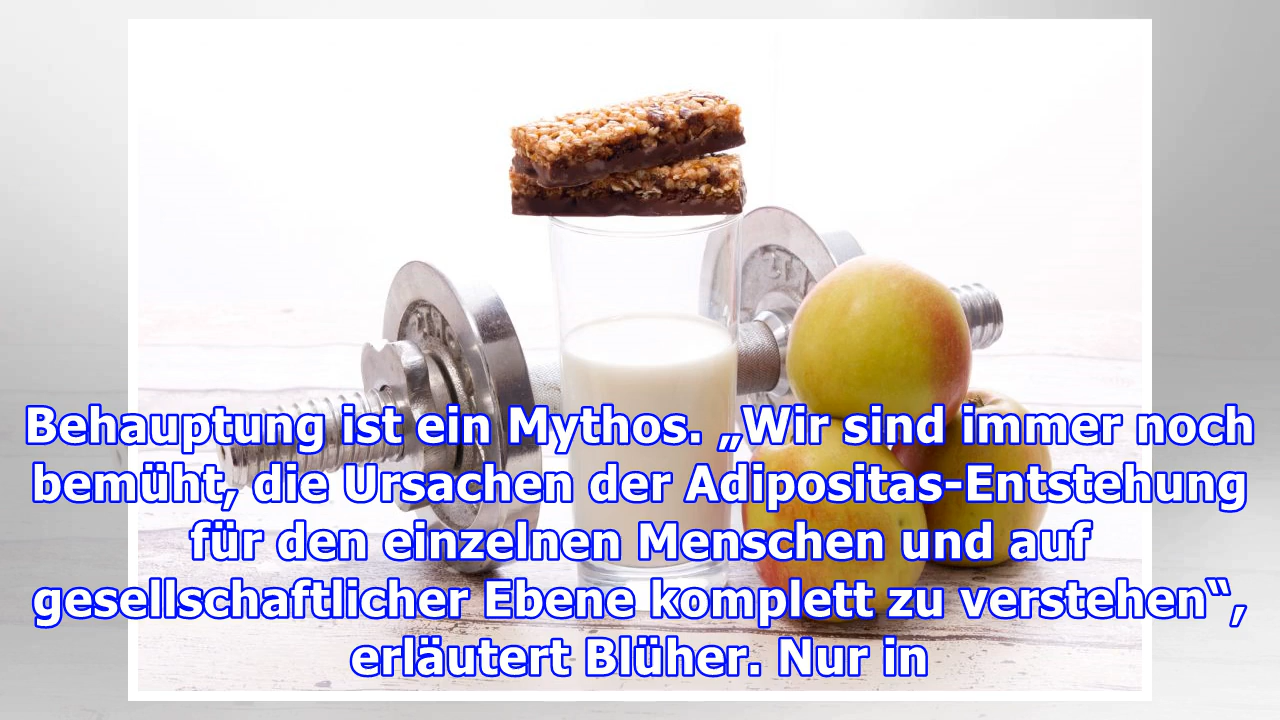 Behauptung ist ein Mythos. „Wir sind immer noch
bemüht, die Ursachen der Adipositas-Entstehung
für den einzelnen Menschen und auf
gesellschaftlicher Ebene komplett zu verstehen“,
erläutert Blüher. Nur in